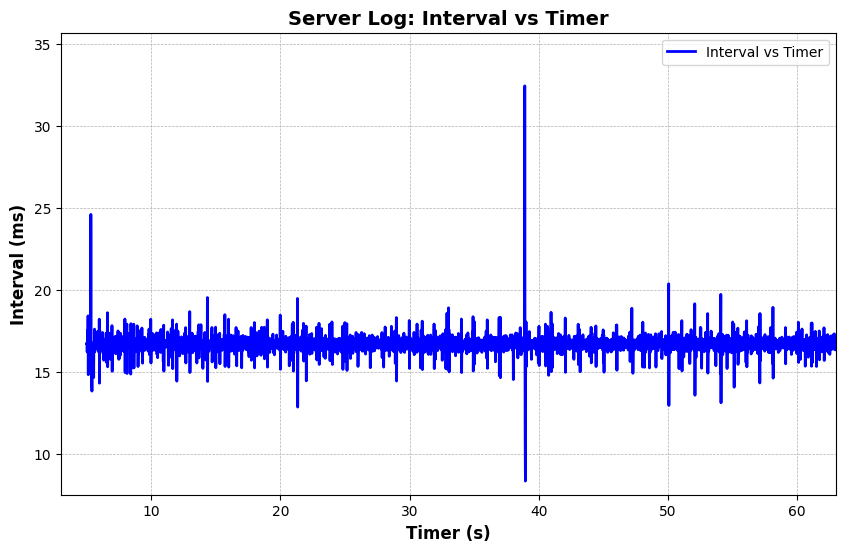 Server Log: Interval vs Timer
Interval vs Timer
35
30
25
20
15
10
Interval (ms)
10 20 30 40 50 60
Timer (s)